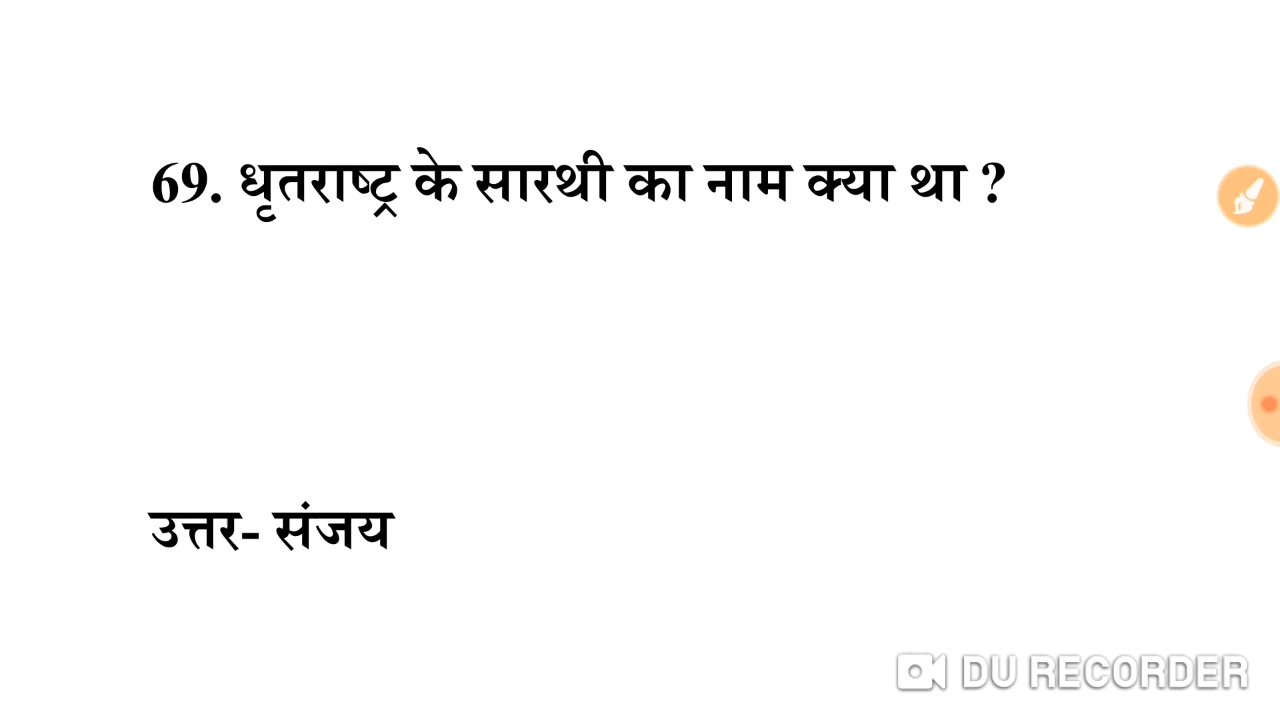 69. धृतराष्ट्र के सारथी का नाम क्या था ?
उत्तर- संजय
DU RECORDER